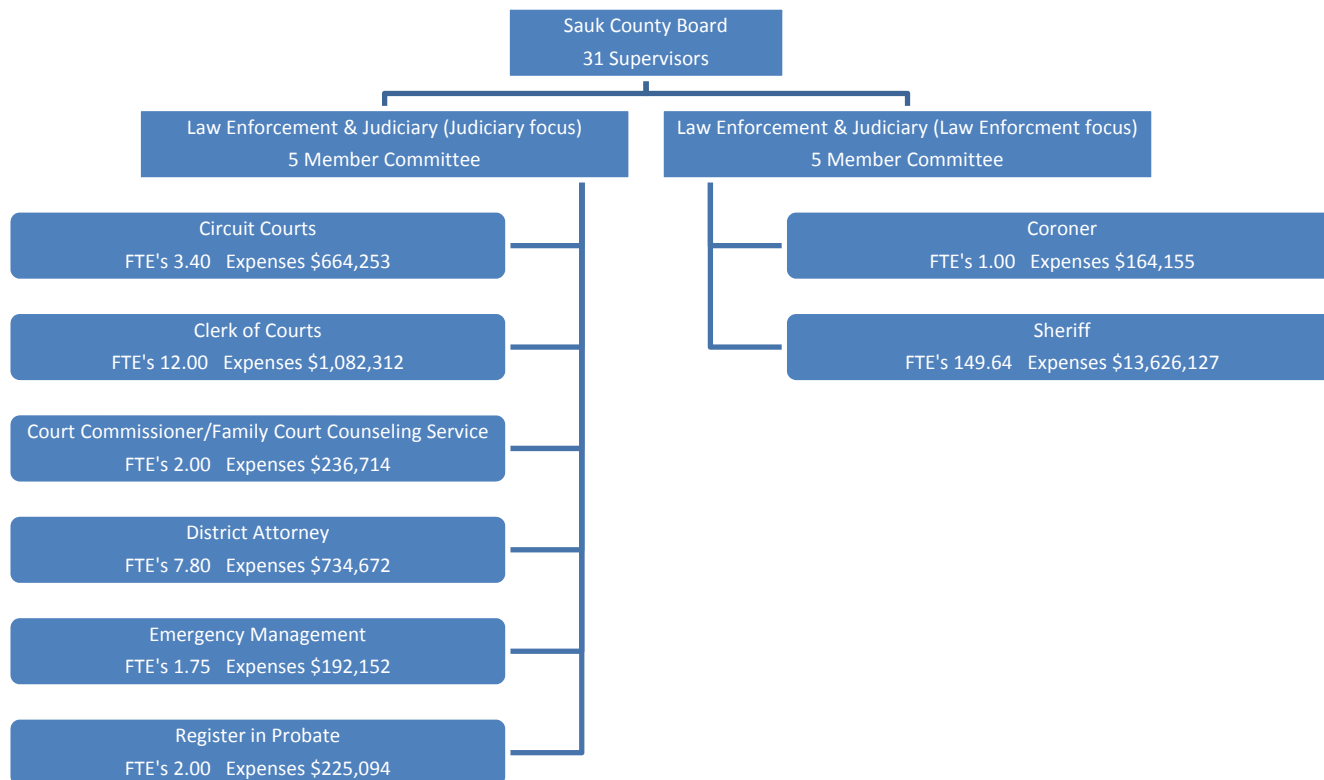 Sauk County Board
31 Supervisors
Law Enforcement & Judiciary (Judiciary focus)
5 Member Committee
Law Enforcement & Judiciary (Law Enforcment focus)
5 Member Committee
Circuit Courts
FTE's 3.40 Expenses $664,253
Clerk of Courts
FTE's 12.00 Expenses $1,082,312
Court Commissioner/Family Court Counseling Service
FTE's 2.00 Expenses $236,714
District Attorney
FTE's 7.80 Expenses $734,672
Emergency Management
FTE's 1.75 Expenses $192,152
Register in Probate
FTE's 2.00 Expenses $225,094
Coroner
FTE's 1.00 Expenses $164,155
Sheriff
FTE's 149.64 Expenses $13,626,127